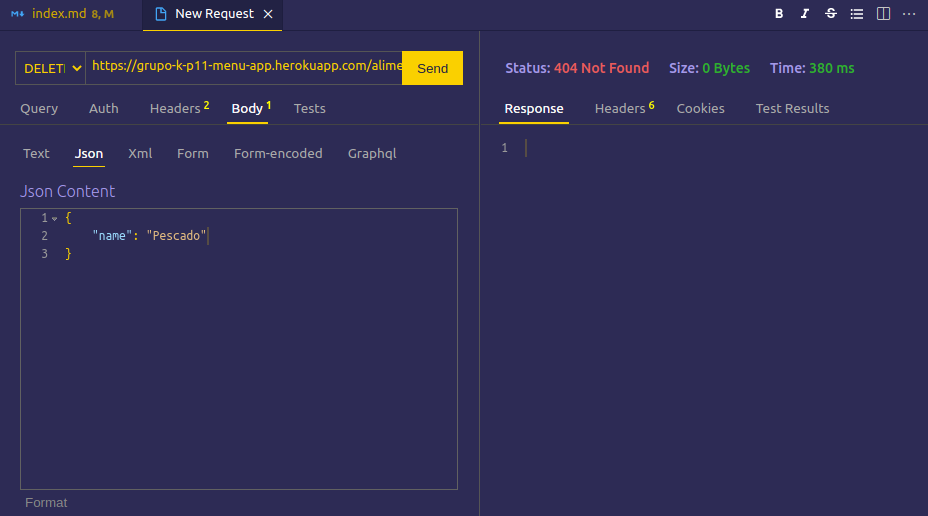 index.md 8, M
New Request
B I S
DELETE
https://grupo-k-p11-menu-app.herokuapp.com/alime
Send
Query Auth Headers 2 Body 1 Tests
Text Json Xml Form Form-encoded Graphql
Json Content
1 {
2 "name": "Pescado"
3 }
Format
Status: 404 Not Found Size: 0 Bytes Time: 380 ms
Response Headers 6 Cookies Test Results
1